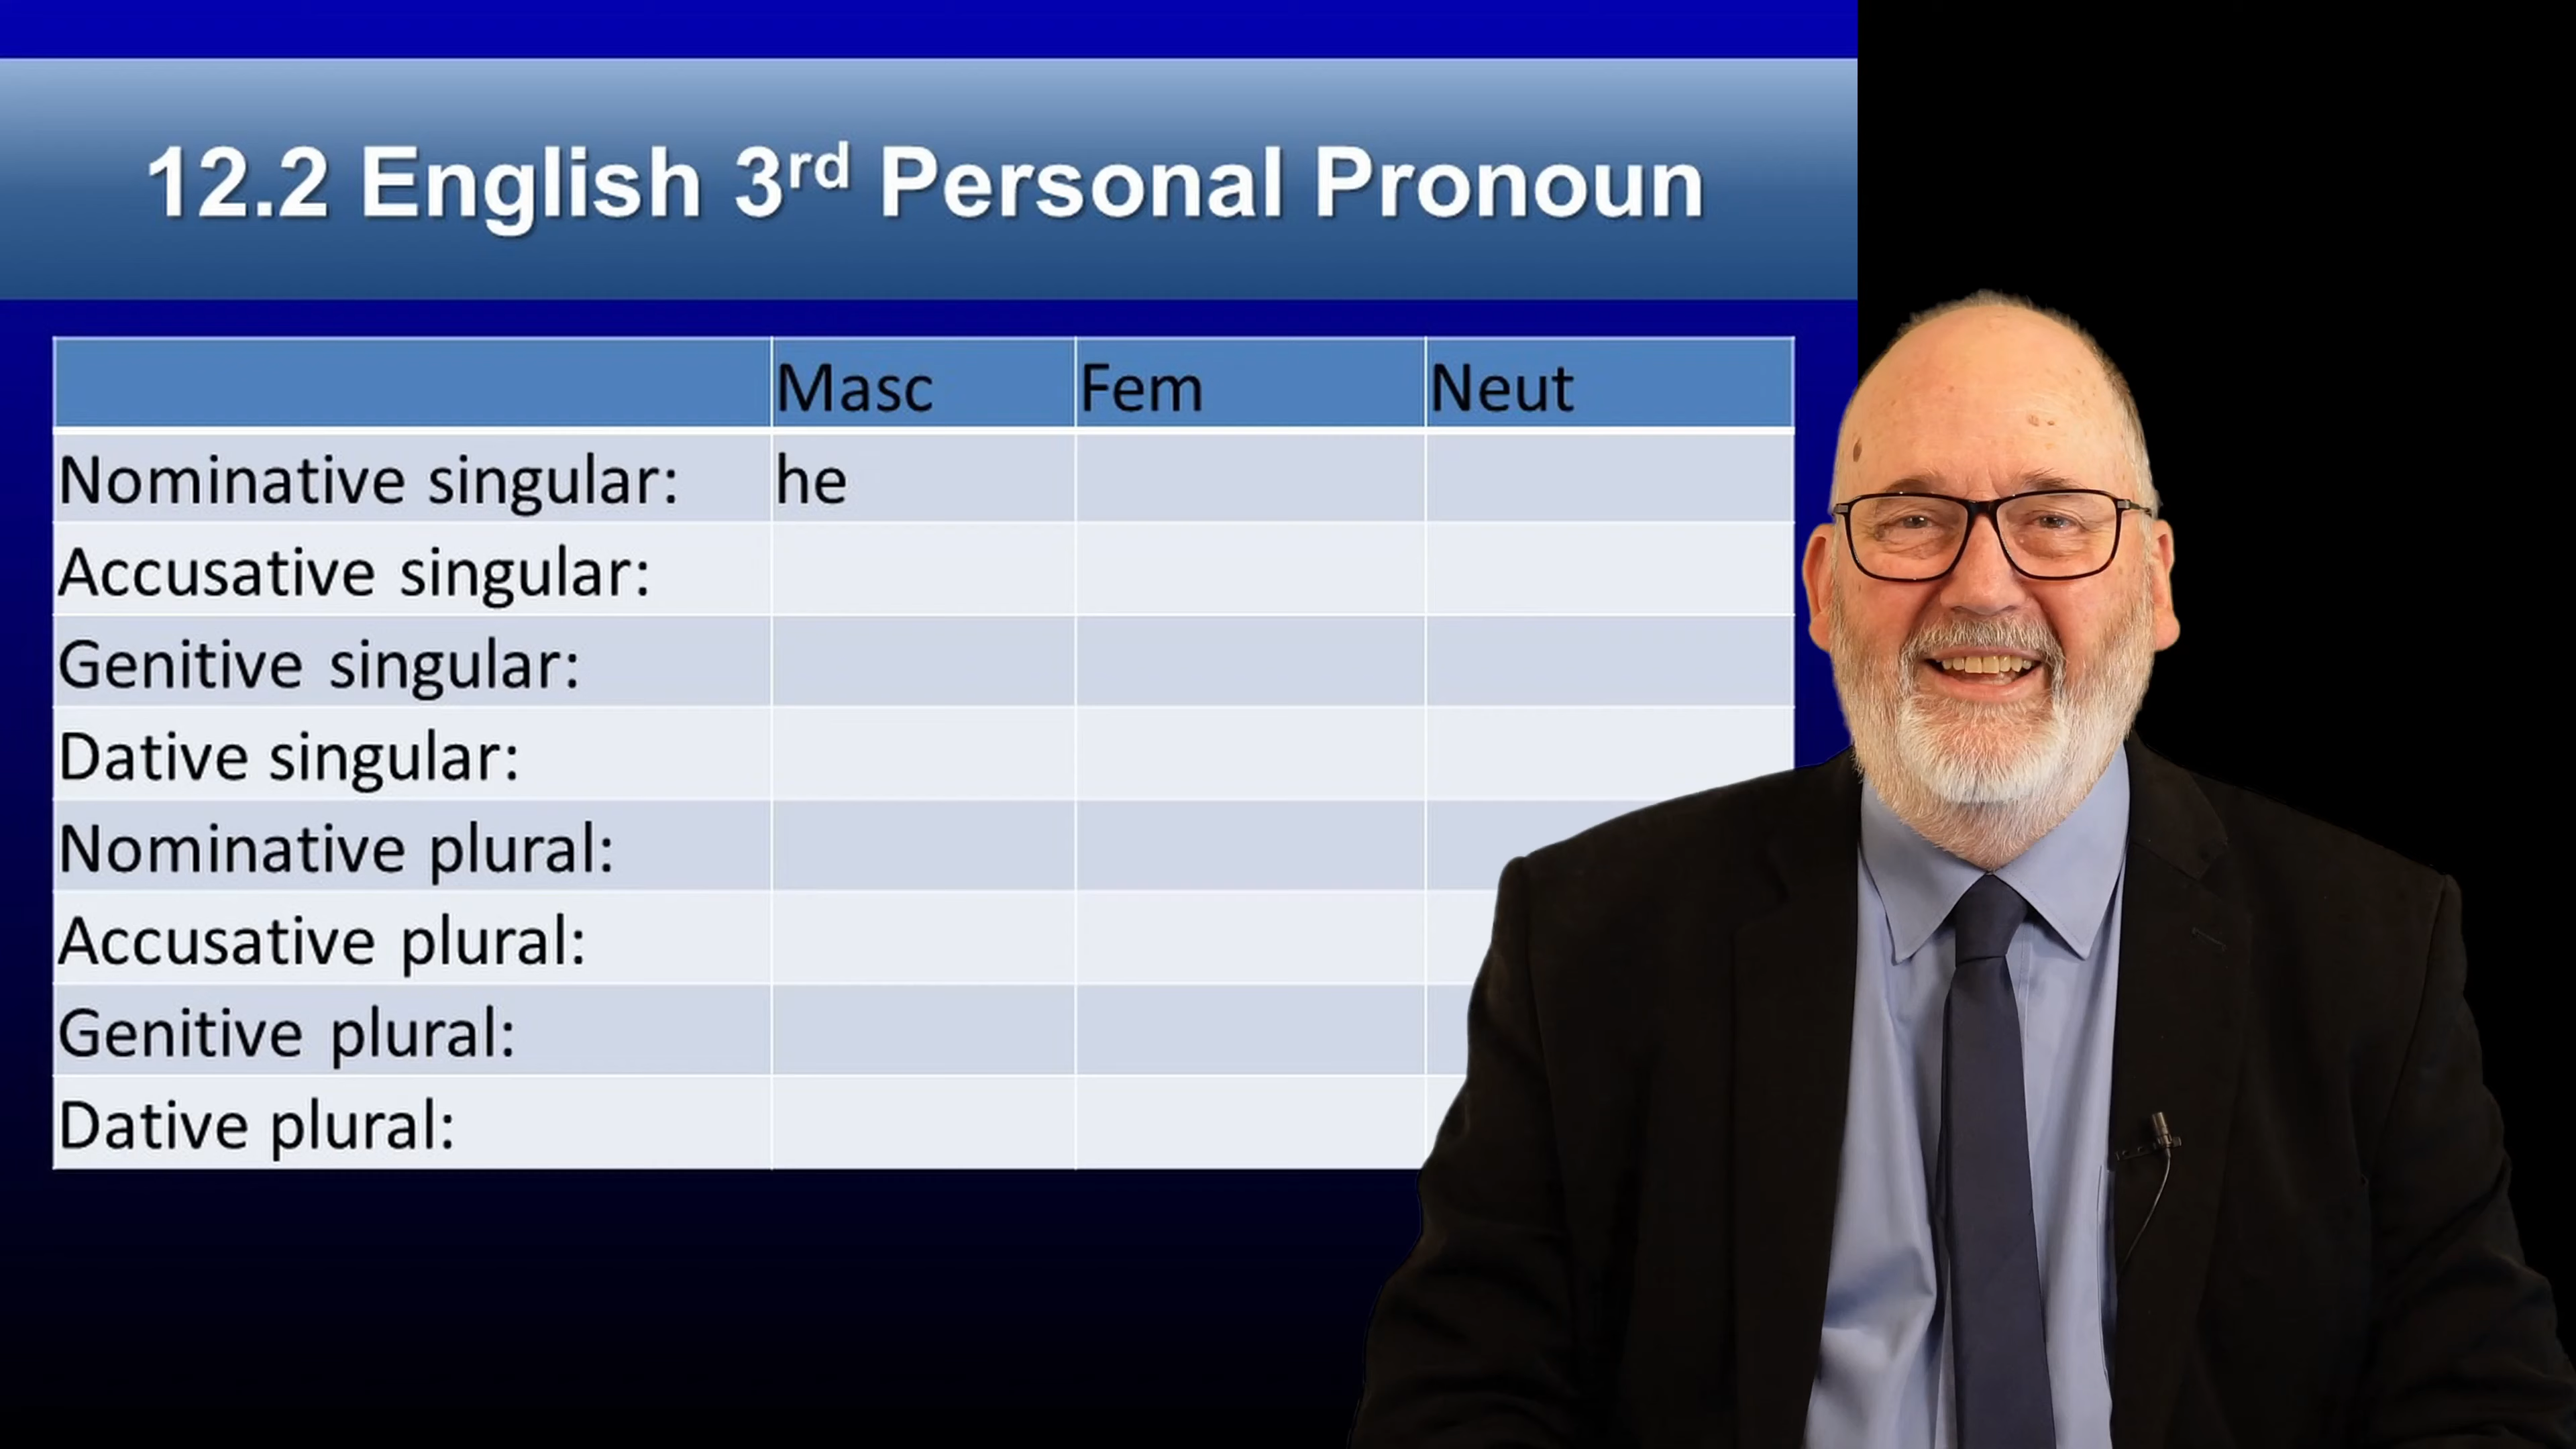 12.2 English 3rd Personal Pronoun
Masc Fem Neut
Nominative singular: he
Accusative singular:
Genitive singular:
Dative singular:
Nominative plural:
Accusative plural:
Genitive plural:
Dative plural: